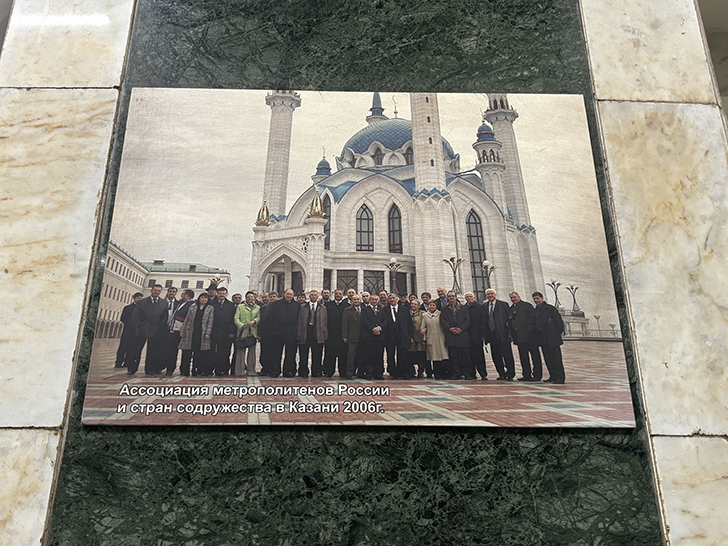 Ассоциация метрополитенов России
и стран содружества в Казани 2006г.